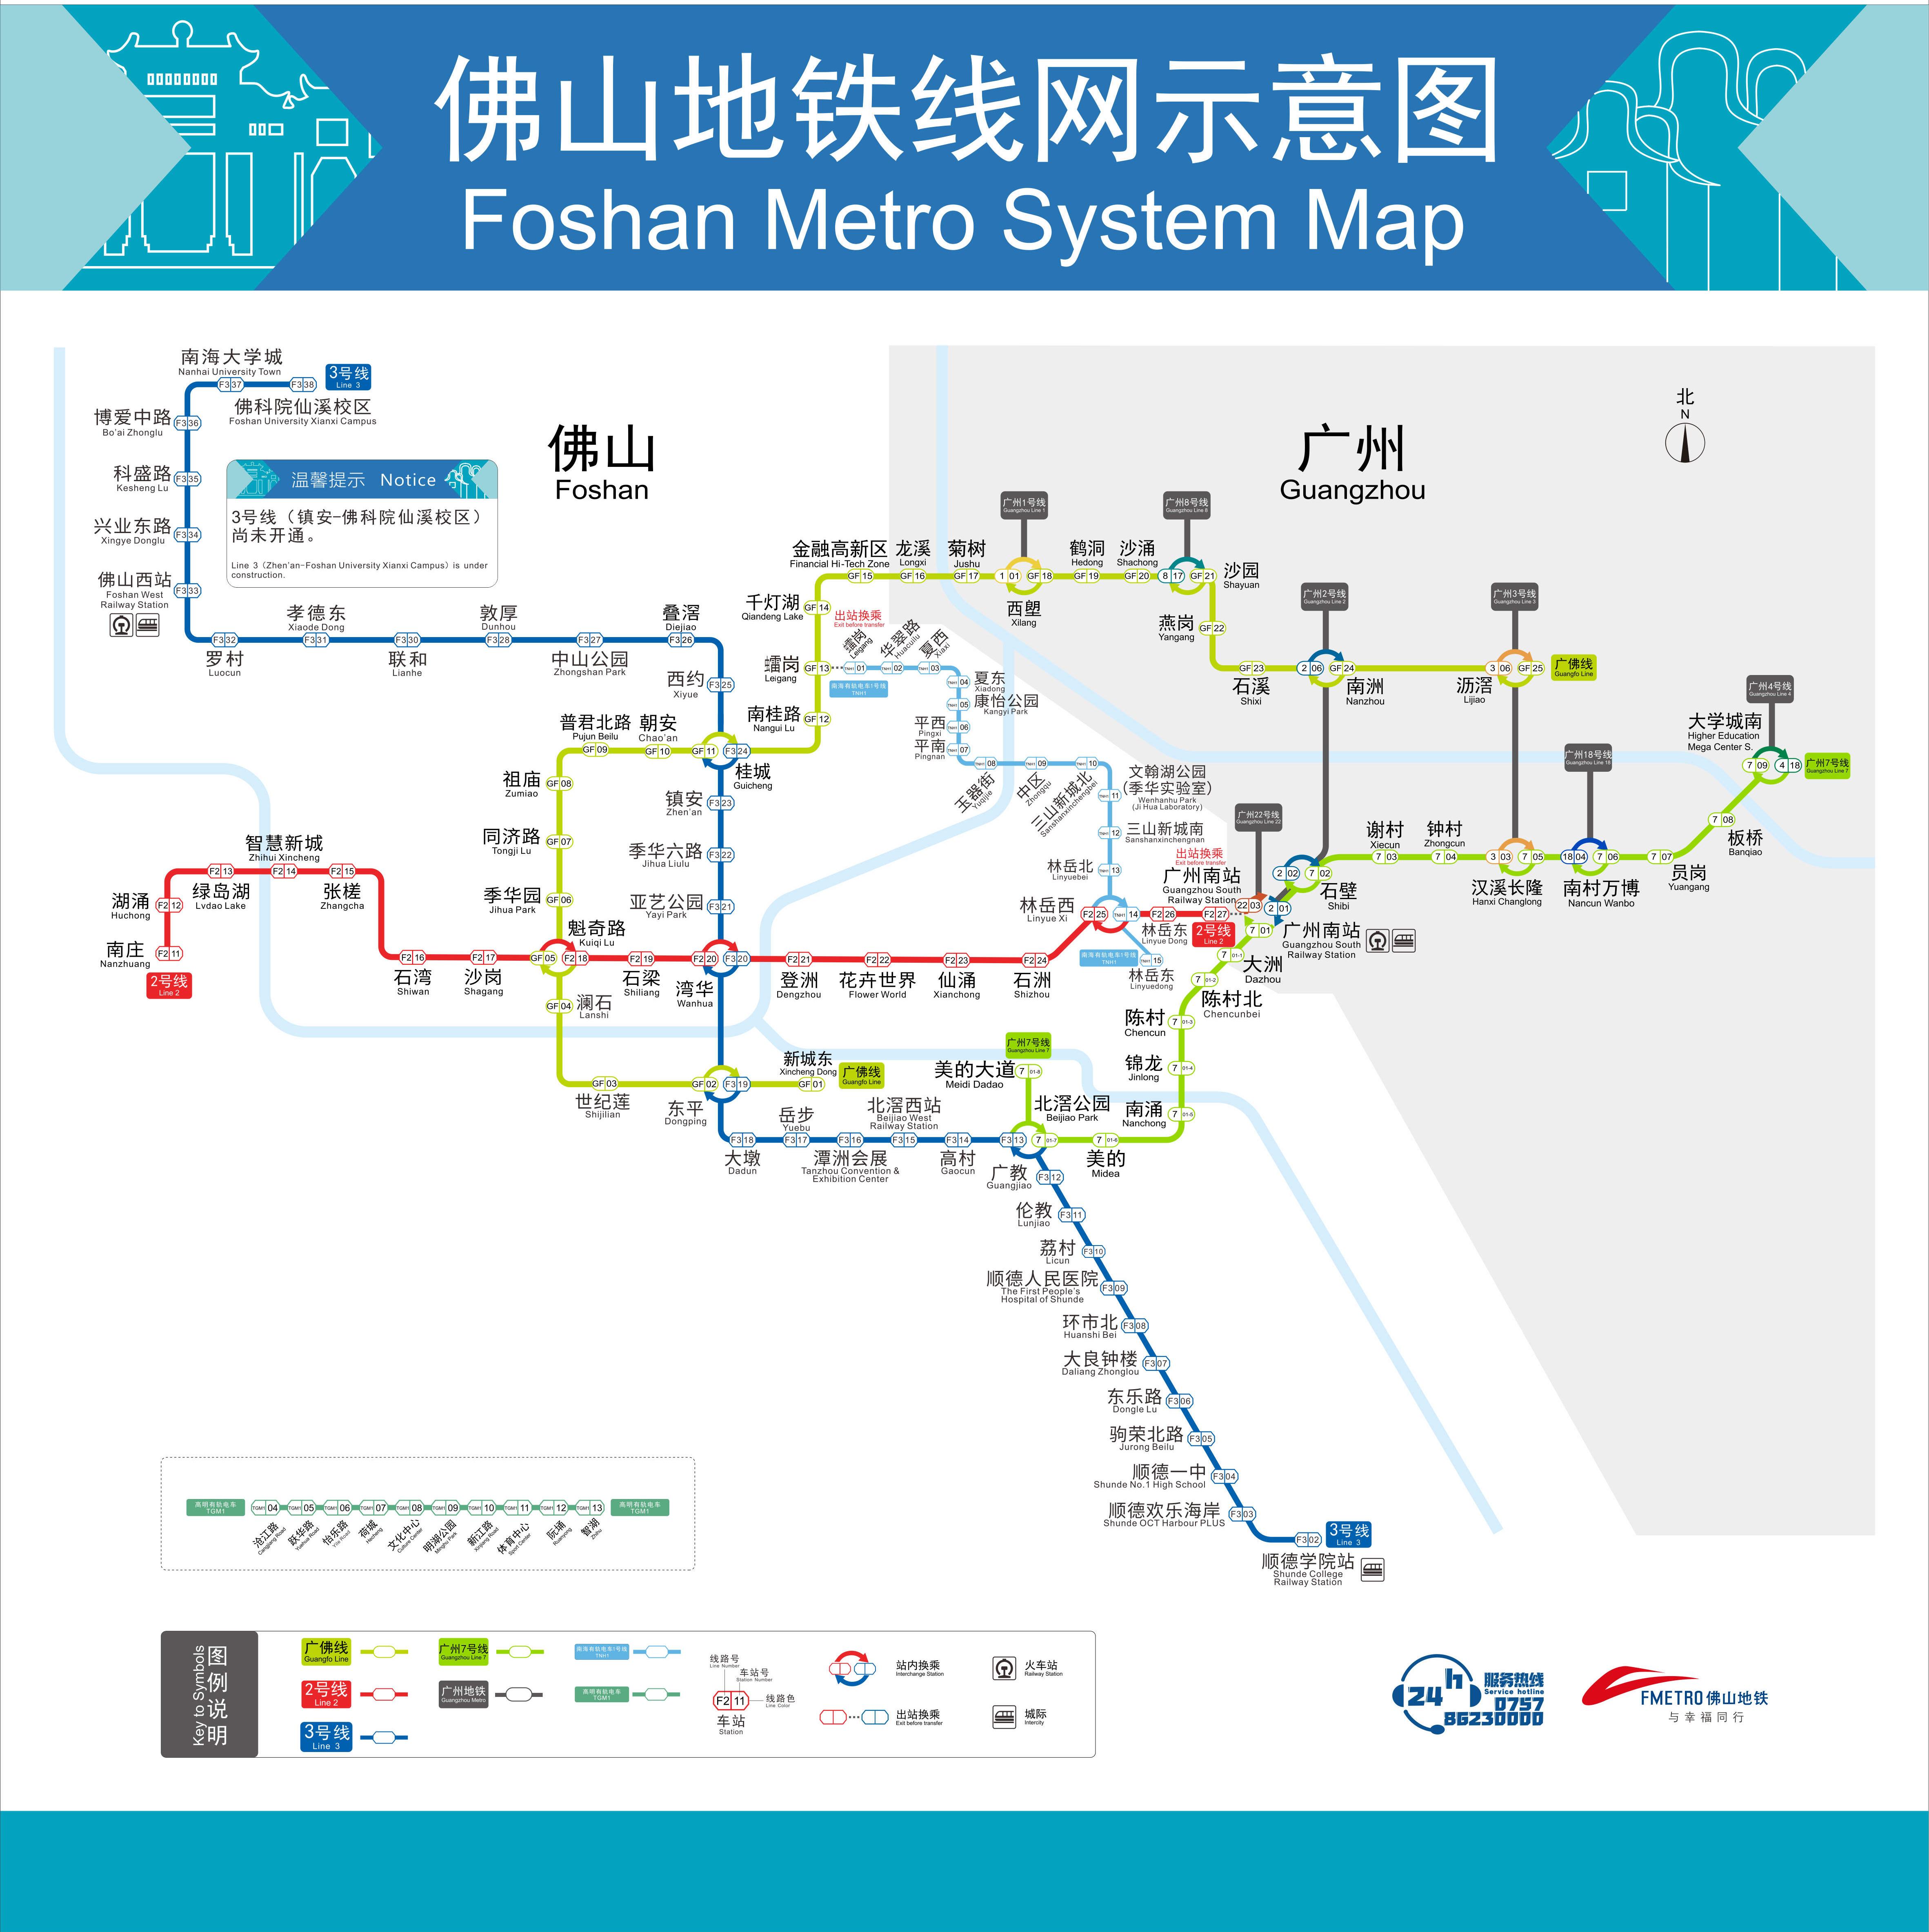 佛山地铁线网示意图
Foshan Metro System Map
南海大学城
Nanhai University Town
F3 37
F3 38
3号线
Line 3
佛科院仙溪校区
Foshan University Xianxi Campus
博爱中路
Bo'ai Zhonglu
F3 36
科盛路
Kesheng Lu
F3 35
兴业东路
Xingye Donglu
F3 34
佛山西站
Foshan West
Railway Station
F3 33
温馨提示 Notice
3号线（镇安-佛科院仙溪校区）
尚未开通。
Line 3（Zhen'an-Foshan University Xianxi Campus）is under
construction.
佛山
Foshan
广州
Guangzhou
北
N
F3 32
罗村
Luocun
孝德东
Xiaode Dong
F3 31
F3 30
联和
Lianhe
敦厚
Dunhou
F3 28
F3 27
中山公园
Zhongshan Park
叠滘
Diejiao
F3 26
西约
Xiyue
F3 25
GF 11
F3 24
桂城
Guicheng
镇安
Zhen'an
F3 23
季华六路
Jihua Liulu
F3 22
亚艺公园
Yayi Park
F3 21
F2 20
F3 20
湾华
Wanhua
GF 02
F3 19
东平
Dongping
F3 18
大墩
Dadun
岳步
Yuebu
F3 17
F3 16
潭洲会展
Tanzhou Convention &
Exhibition Center
北滘西站
Beijiao West
Railway Station
F3 15
F3 14
高村
Gaocun
F3 13
7 01-7
北滘公园
Beijiao Park
广教
Guangjiao
F3 12
伦教
Lunjiao
F3 11
荔村
Licun
F3 10
顺德人民医院
The First People's
Hospital of Shunde
F3 09
环市北
Huanshi Bei
F3 08
大良钟楼
Daliang Zhonglou
F3 07
东乐路
Dongle Lu
F3 06
驹荣北路
Jurong Beilu
F3 05
顺德一中
Shunde No.1 High School
F3 04
顺德欢乐海岸
Shunde OCT Harbour PLUS
F3 03
F3 02
3号线
Line 3
顺德学院站
Shunde College
Railway Station
新城东
Xincheng Dong
GF 01
广佛线
Guangfo Line
GF 03
世纪莲
Shijilian
GF 04
澜石
Lanshi
魁奇路
Kuiqi Lu
GF 05
F2 18
季华园
Jihua Park
GF 06
同济路
Tongji Lu
GF 07
祖庙
Zumiao
GF 08
普君北路
Pujun Beilu
GF 09
朝安
Chao'an
GF 10
南桂路
Nangui Lu
GF 12
镭岗
Leigang
GF 13
千灯湖
Qiandeng Lake
GF 14
金融高新区
Financial Hi-Tech Zone
GF 15
龙溪
Longxi
GF 16
菊树
Jushu
GF 17
广州1号线
Guangzhou Line 1
1 01
GF 18
西塱
Xilang
鹤洞
Hedong
GF 19
沙涌
Shachong
GF 20
广州8号线
Guangzhou Line 8
8 17
GF 21
沙园
Shayuan
燕岗
Yangang
GF 22
GF 23
石溪
Shixi
广州2号线
Guangzhou Line 2
2 06
GF 24
南洲
Nanzhou
广州3号线
Guangzhou Line 3
3 06
GF 25
沥滘
Lijiao
广佛线
Guangfo Line
出站换乘
Exit before transfer
镭岗
Leigang
TNH1 01
南海有轨电车1号线
TNH1
华翠路
Huacuilu
TNH1 02
夏西
Xiaxi
TNH1 03
TNH1 04
夏东
Xiadong
TNH1 05
康怡公园
Kangyi Park
平西
Pingxi
TNH1 06
平南
Pingnan
TNH1 07
TNH1 08
玉器街
Yuqijie
TNH1 09
中区
Zhongqu
TNH1 10
三山新城北
Sanshanxinchengbei
TNH1 11
文翰湖公园
（季华实验室）
Wenhanhu Park
(Ji Hua Laboratory)
TNH1 12
三山新城南
Sanshanxinchengnan
林岳北
Linyuebei
TNH1 13
林岳西
Linyue Xi
F2 25
TNH1 14
南海有轨电车1号线
TNH1
TNH1 15
林岳东
Linyuedong
南庄
Nanzhuang
F2 11
2号线
Line 2
湖涌
Huchong
F2 12
F2 13
绿岛湖
Lvdao Lake
智慧新城
Zhihui Xincheng
F2 14
F2 15
张槎
Zhangcha
F2 16
石湾
Shiwan
F2 17
沙岗
Shagang
F2 19
石梁
Shiliang
F2 21
登洲
Dengzhou
F2 22
花卉世界
Flower World
F2 23
仙涌
Xianchong
F2 24
石洲
Shizhou
F2 26
林岳东
Linyue Dong
出站换乘
Exit before transfer
广州南站
Guangzhou South
Railway Station
F2 27
2号线
Line 2
广州22号线
Guangzhou Line 22
22 03
2 01
7 01
广州南站
Guangzhou South
Railway Station
2 02
7 02
石壁
Shibi
谢村
Xiecun
7 03
钟村
Zhongcun
7 04
3 03
7 05
汉溪长隆
Hanxi Changlong
广州18号线
Guangzhou Line 18
18 04
7 06
南村万博
Nancun Wanbo
7 07
员岗
Yuangang
7 08
板桥
Banqiao
广州4号线
Guangzhou Line 4
大学城南
Higher Education
Mega Center S.
7 09
4 18
广州7号线
Guangzhou Line 7
7 01-1
大洲
Dazhou
7 01-2
陈村北
Chencunbei
陈村
Chencun
7 01-3
锦龙
Jinlong
7 01-4
南涌
Nanchong
7 01-5
7 01-6
美的
Midea
广州7号线
Guangzhou Line 7
美的大道
Meidi Dadao
7 01-8
高明有轨电车
TGM1
TGM1 04
TGM1 05
TGM1 06
TGM1 07
TGM1 08
TGM1 09
TGM1 10
TGM1 11
TGM1 12
TGM1 13
高明有轨电车
TGM1
沧江路
Cangjiang Road
跃华路
Yuehua Road
怡乐路
Yile Road
荷城
Hecheng
文化中心
Culture Center
明湖公园
Minghu Park
新江路
Xinjiang Road
体育中心
Sport Center
阮埇
Ruanyong
智湖
Zhihu
图例说明
Key to Symbols
广佛线
Guangfo Line
2号线
Line 2
3号线
Line 3
广州7号线
Guangzhou Line 7
广州地铁
Guangzhou Metro
南海有轨电车1号线
TNH1
高明有轨电车
TGM1
线路号
Line Number
车站号
Station Number
F2 11
线路色
Line Color
车站
Station
站内换乘
Interchange Station
出站换乘
Exit before transfer
火车站
Railway Station
城际
Intercity
24h
服务热线
Service hotline
0757
86230000
FMETRO佛山地铁
与幸福同行